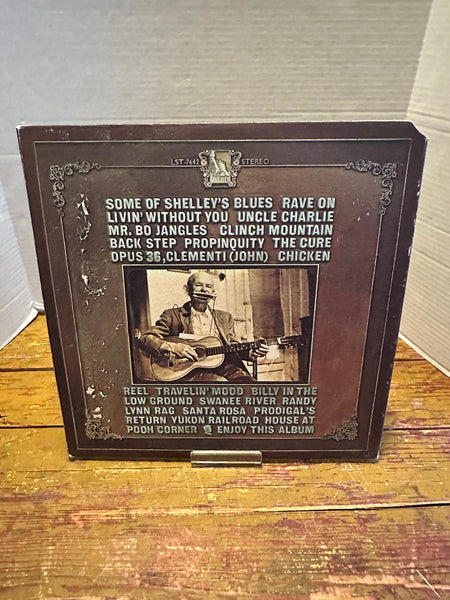 LST-7642 STEREO
SOME OF SHELLEY'S BLUES RAVE ON
LIVIN' WITHOUT YOU UNCLE CHARLIE
MR. BO JANGLES CLINCH MOUNTAIN
BACK STEP PROPINQUITY THE CURE
OPUS 36, CLEMENTI (JOHN) CHICKEN
REEL TRAVELIN' MOOD BILLY IN THE
LOW GROUND SWANEE RIVER RANDY
LYNN RAG SANTA ROSA PRODIGAL'S
RETURN YUKON RAILROAD HOUSE AT
POOH CORNER & ENJOY THIS ALBUM